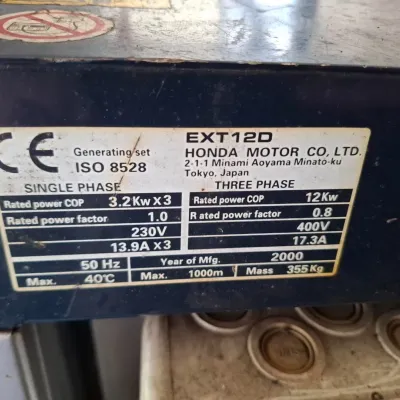 CE Generating set EXT12D
ISO 8528 HONDA MOTOR CO, LTD.
2-1-1 Minami Aoyama Minato-ku
Tokyo, Japan
SINGLE PHASE THREE PHASE
Rated power COP 3.2Kw X3 Rated power COP 12Kw
Rated power factor 1.0 R ated power factor 0.8
230V 400V
13.9A X3 17.3A
50 Hz Year of Mfg. 2000
Max. 40℃ Max. 1000m Mass 355Kg